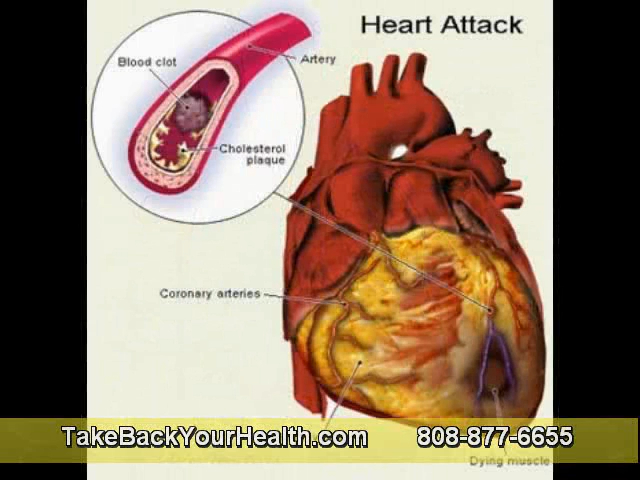 Heart Attack
Blood clot
Artery
Cholesterol
plaque
Coronary arteries
TakeBackYourHealth.com 808-877-6655
Dying muscle